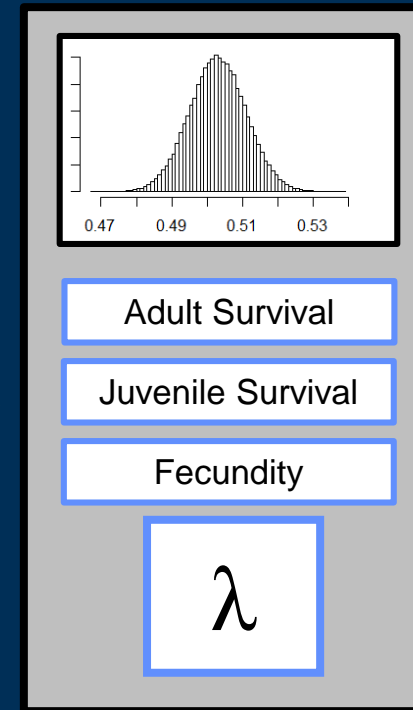 0.47 0.49 0.51 0.53
Adult Survival
Juvenile Survival
Fecundity
λ